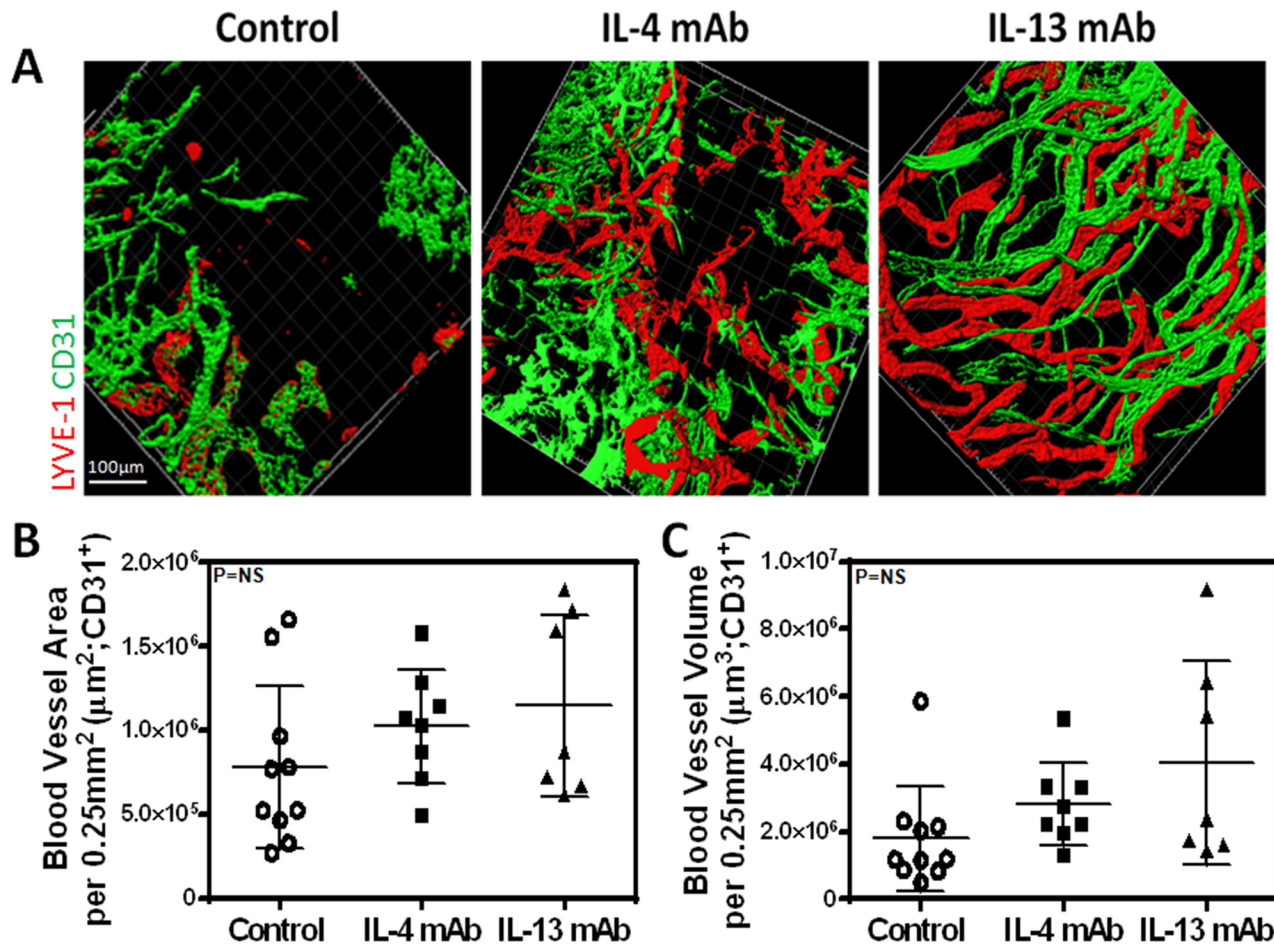 Control IL-4 mAb IL-13 mAb
A
LYVE-1 CD31
100µm
B
Blood Vesssel Area
per 0.25mm² (µm²;CD31⁺)
2.0×10⁶
1.5×10⁶
1.0×10⁶
5.0×10⁵
0
P=NS
Control IL-4 mAb IL-13 mAb
C
Blood Vessel Volume
per 0.25mm² (µm³;CD31⁺)
1.0×10⁷
8.0×10⁶
6.0×10⁶
4.0×10⁶
2.0×10⁶
0
P=NS
Control IL-4 mAb IL-13 mAb